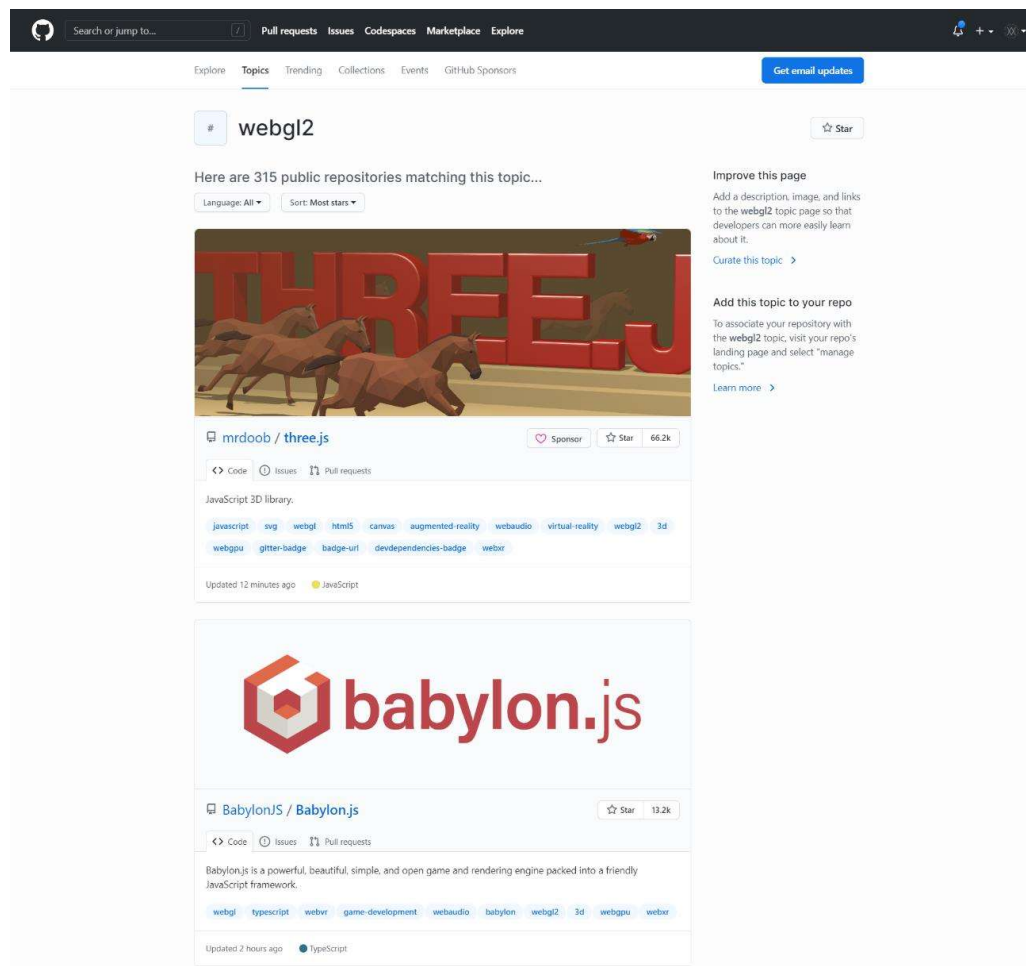 Search or jump to... /
Pull requests Issues Codespaces Marketplace Explore
Explore Topics Trending Collections Events GitHub Sponsors
Get email updates
# webgl2
Star
Here are 315 public repositories matching this topic...
Language: All
Sort: Most stars
THREE.J
mrdoob / three.js
Sponsor
Star 66.2k
Code Issues Pull requests
JavaScript 3D library.
javascript svg webgl html5 canvas augmented-reality webaudio virtual-reality webgl2 3d
webgpu gitter-badge badge-url devdependencies-badge webxr
Updated 12 minutes ago JavaScript
babylon.js
BabylonJS / Babylon.js
Star 13.2k
Code Issues Pull requests
Babylon.js is a powerful, beautiful, simple, and open game and rendering engine packed into a friendly
JavaScript framework.
webgl typescript webvr game-development webaudio babylon webgl2 3d webgpu webxr
Updated 2 hours ago TypeScript
Improve this page
Add a description, image, and links
to the webgl2 topic page so that
developers can more easily learn
about it.
Curate this topic
Add this topic to your repo
To associate your repository with
the webgl2 topic, visit your repo's
landing page and select "manage
topics."
Learn more